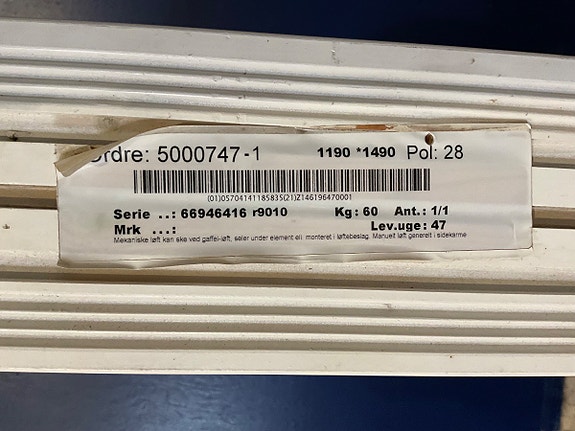 Ordre: 5000747-1 1190 *1490 Pol: 28
(01)05704141185835(21)Z146196470001
Serie ..: 66946416 r9010 Kg: 60 Ant.: 1/1
Mrk ...: Lev.uge: 47
Mekaniske løft kan ske ved gaffel-løft, seler under element ell. monteret i løftebeslag. Manuelt løft generelt i sidekarme